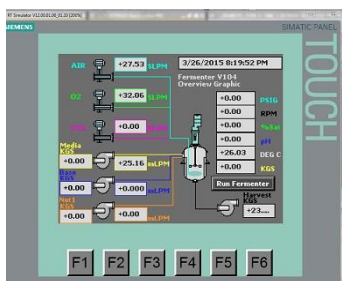 RT Simulator V12.00.01.00_01.33 [200%]
SIEMENS
SIMATIC PANEL
TOUCH
AIR +27.53 SLPM
3/26/2015 8:19:52 PM
Fermenter V104
Overview Graphic
O2 +32.06 SLPM
+0.00 PSIG
+0.00 RPM
+0.00
+0.00 %Sat
+0.00 pH
Media
KGS
+0.00 +25.16 mLPM
+26.03 DEG C
Base
KGS
+0.00 KGS
+0.00 +0.000 mLPM
Run Fermenter
Nut1
KGS
+0.00 +0.00 mLPM
Harvest
KGS
+23
F1 F2 F3 F4 F5 F6